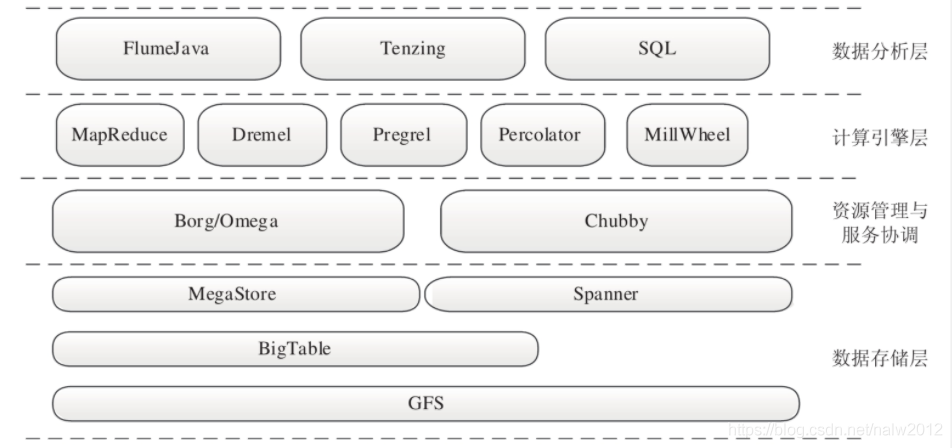 FlumeJava Tenzing SQL 数据分析层
MapReduce Dremel Pregrel Percolator MillWheel 计算引擎层
Borg/Omega Chubby 资源管理与
服务协调
MegaStore Spanner
BigTable
数据存储层
GFS
https://blog.csdn.net/nalw2012